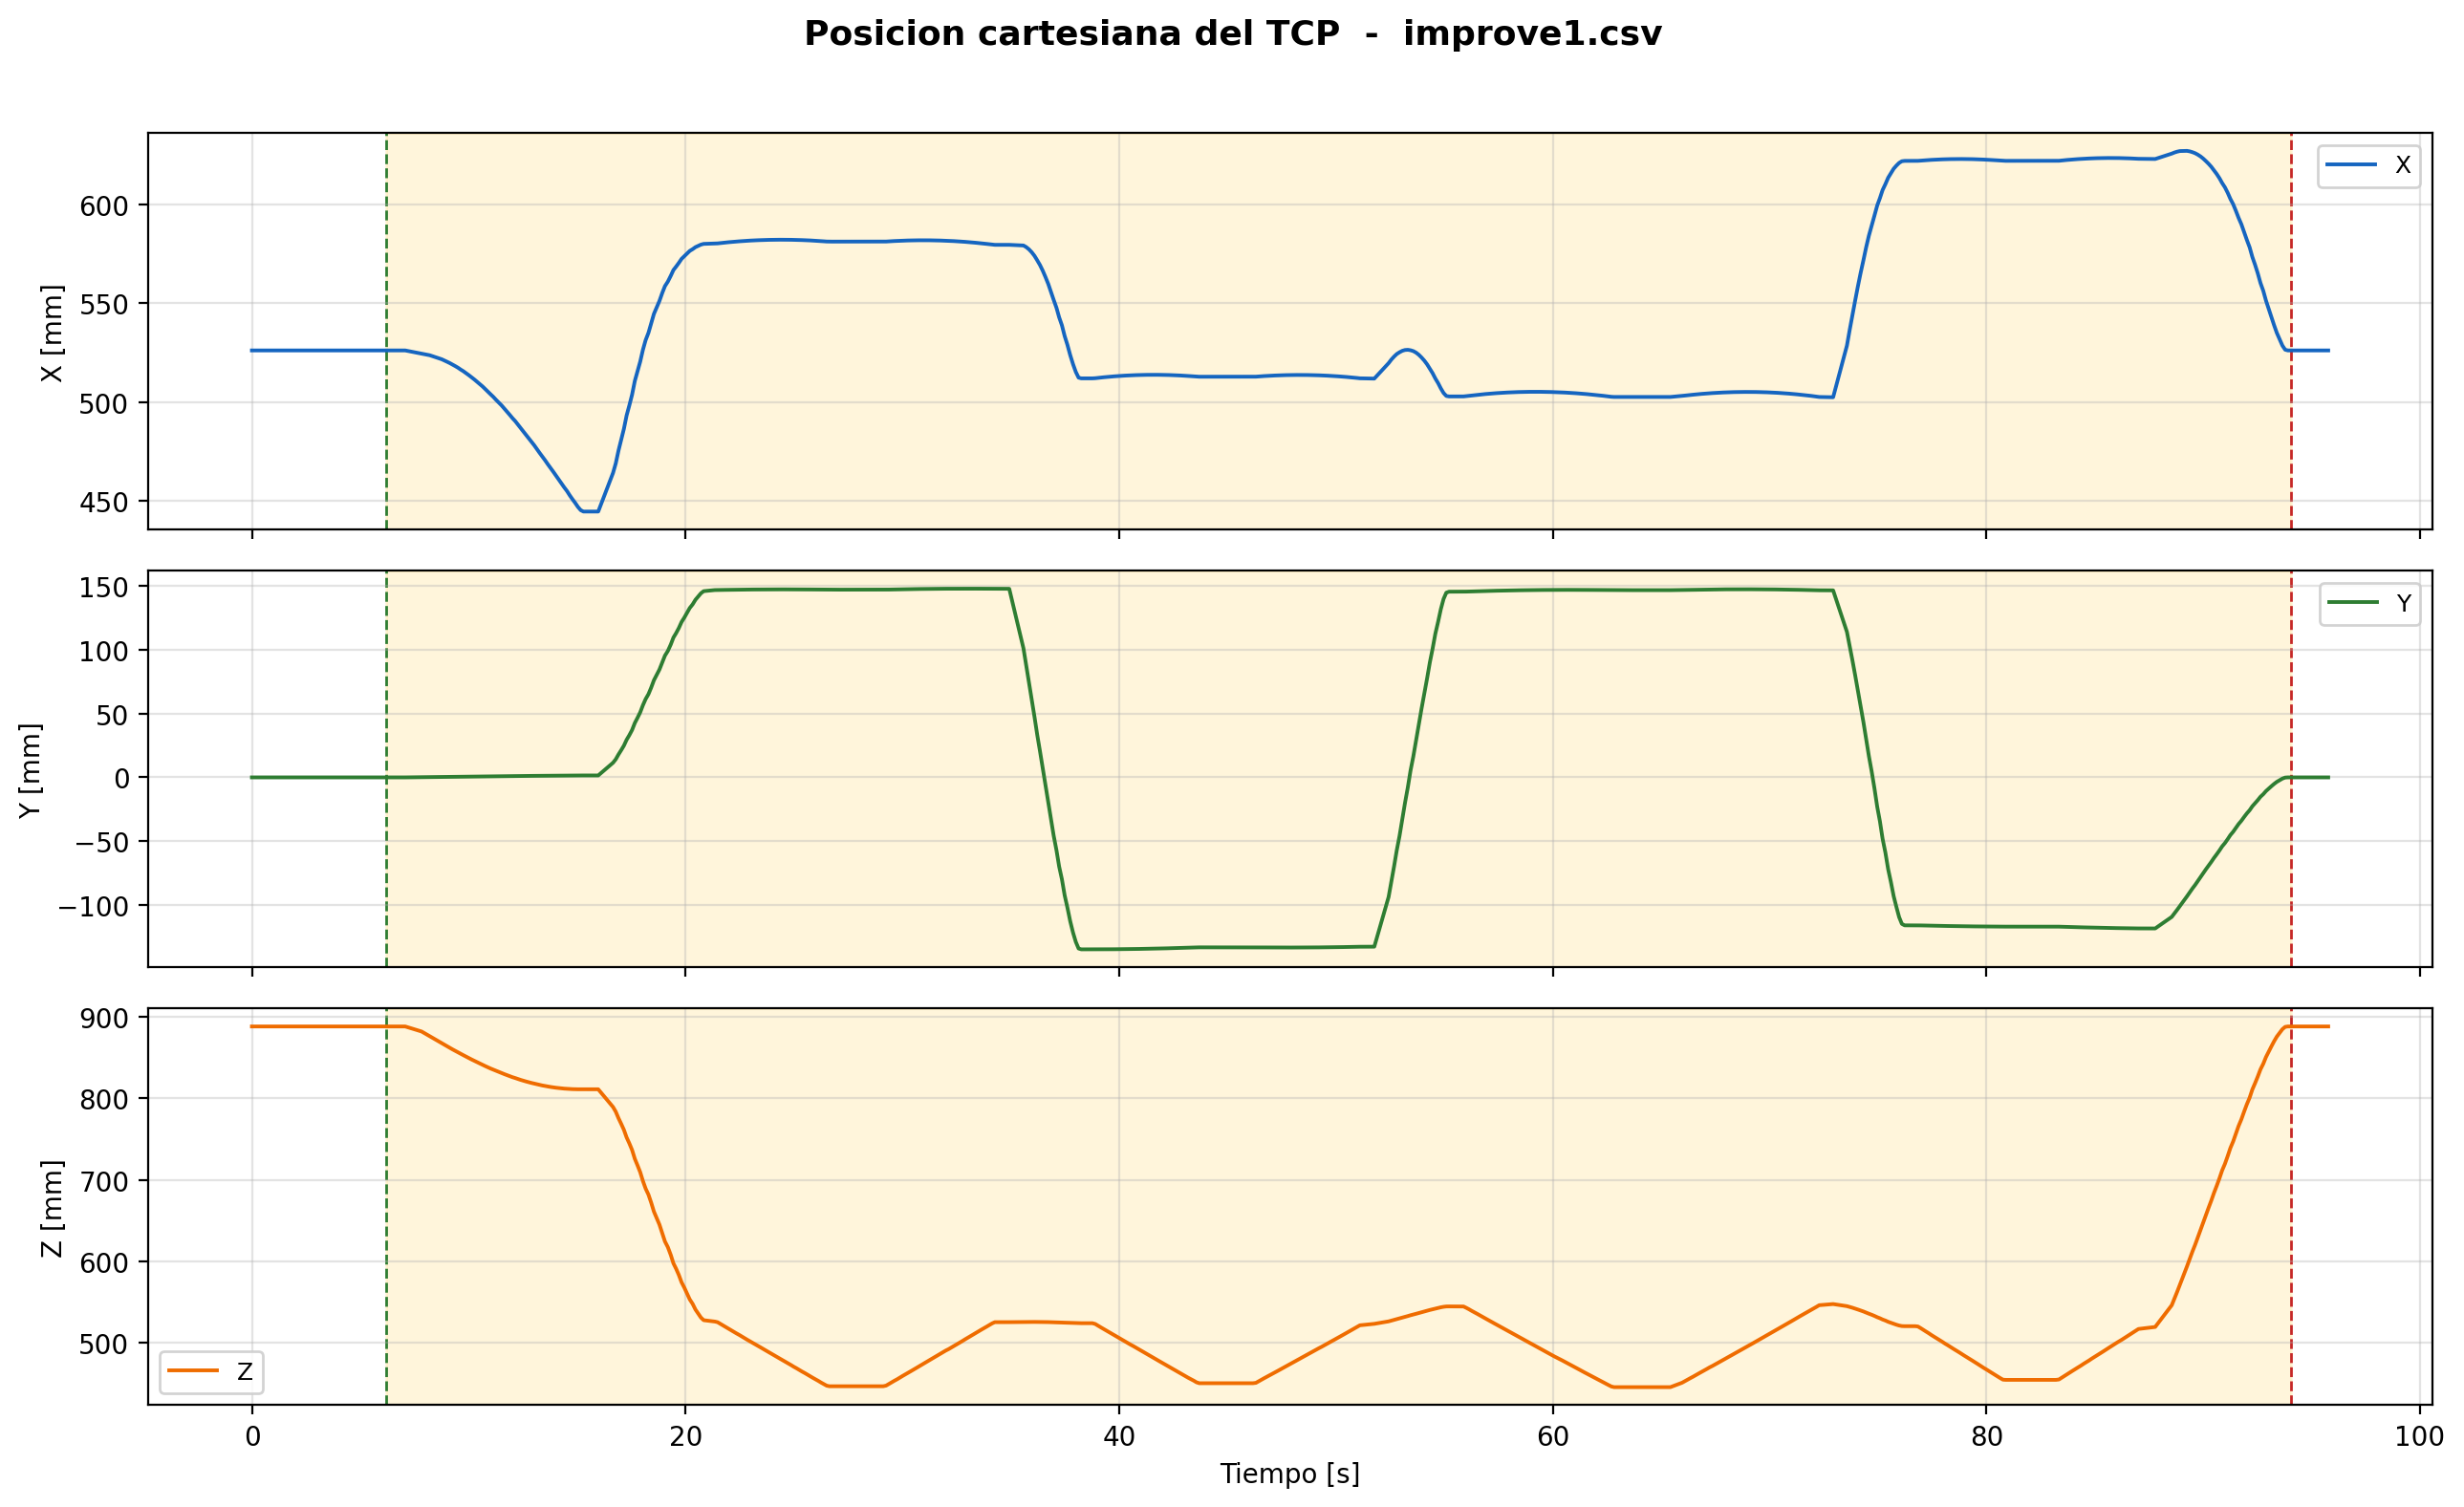 Posicion cartesiana del TCP - improve1.csv
X [mm]
600
550
500
450
X
Y [mm]
150
100
50
0
−50
−100
Y
Z [mm]
900
800
700
600
500
Z
0 20 40 60 80 100
Tiempo [s]